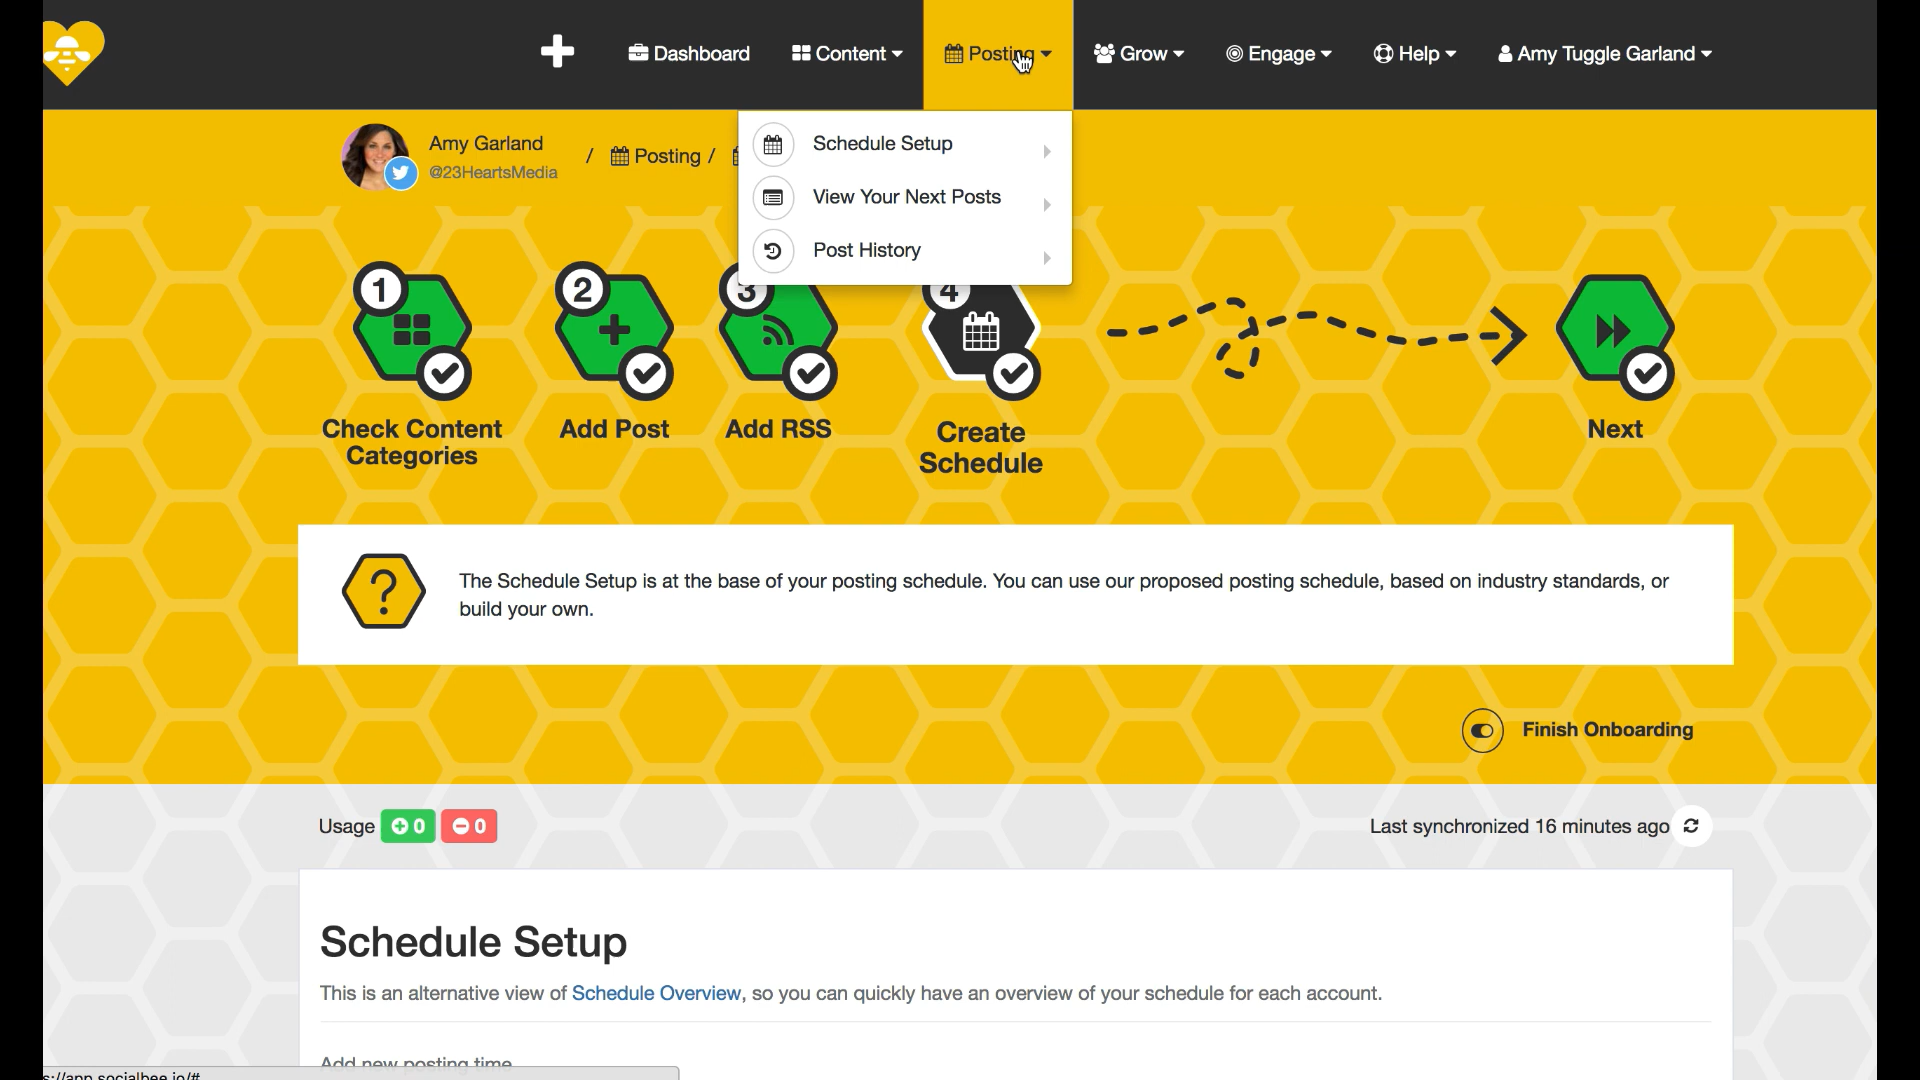 Dashboard
Content
Posting
Grow
Engage
Help
Amy Tuggle Garland
Amy Garland
@23HeartsMedia
/ Posting /
Schedule Setup
View Your Next Posts
Post History
1
2
3
4
Check Content
Categories
Add Post
Add RSS
Create
Schedule
Next
?
The Schedule Setup is at the base of your posting schedule. You can use our proposed posting schedule, based on industry standards, or
build your own.
Finish Onboarding
Usage
0
0
Last synchronized 16 minutes ago
Schedule Setup
This is an alternative view of Schedule Overview, so you can quickly have an overview of your schedule for each account.
Add new posting time
s://app.socialbee.io/#